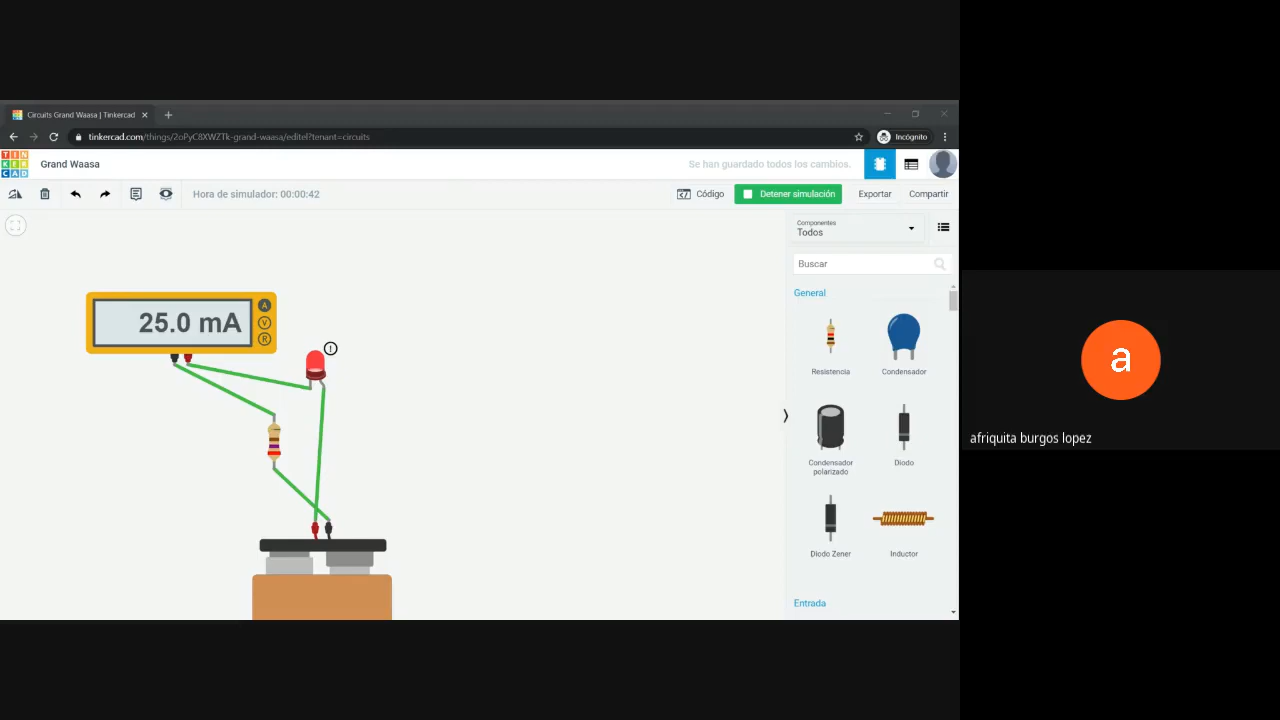 Circuits Grand Waasa | Tinkercad
tinkercad.com/things/2oPyC8XWZTk-grand-waasa/editel?tenant=circuits
Incógnito
TIN
KER
CAD
Grand Waasa
Se han guardado todos los cambios.
Hora de simulador: 00:00:42
Código
Detener simulación
Exportar
Compartir
Componentes
Todos
Buscar
General
25.0 mA
A
V
R
Resistencia
Condensador
Condensador
polarizado
Diodo
Diodo Zener
Inductor
Entrada
a
afriquita burgos lopez